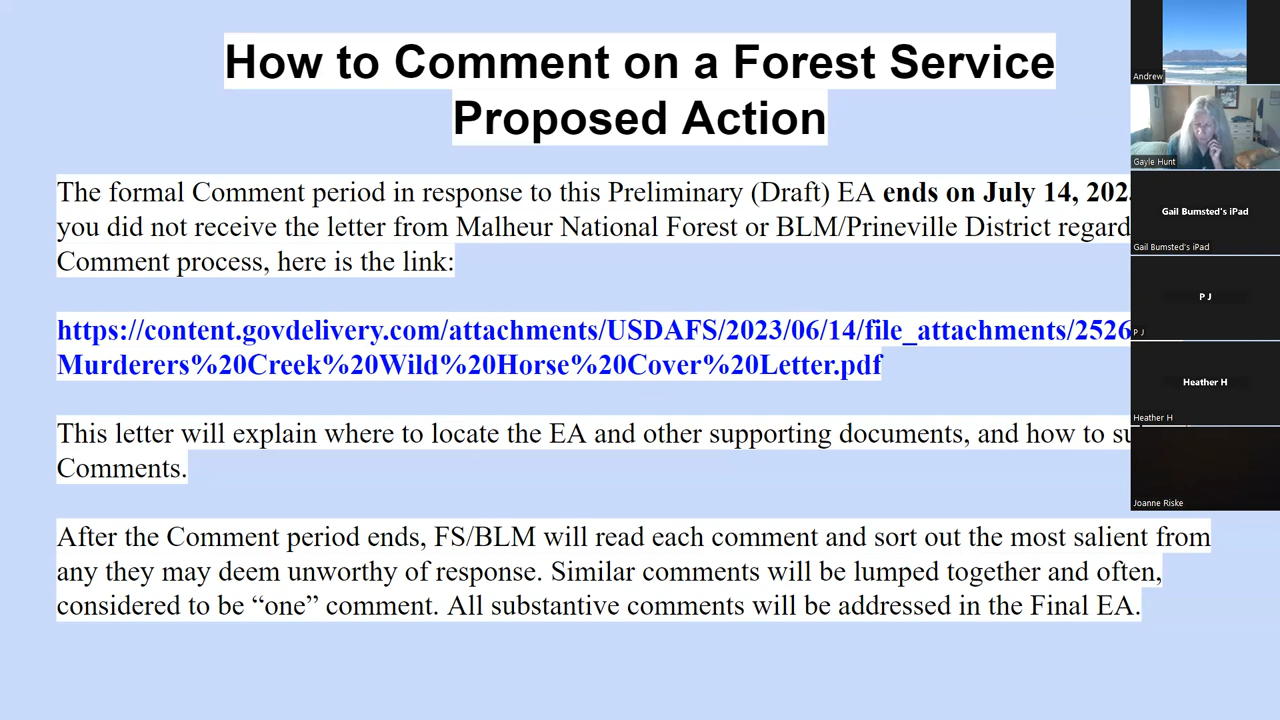 How to Comment on a Forest Service
Proposed Action
The formal Comment period in response to this Preliminary (Draft) EA ends on July 14,
you did not receive the letter from Malheur National Forest or BLM/Prineville District
Comment process, here is the link:
https://content.govdelivery.com/attachments/USDAFS/2023/06/14/file_attachments/2526
Murderers%20Creek%20Wild%20Horse%20Cover%20Letter.pdf
This letter will explain where to locate the EA and other supporting documents, and how to
Comments.
After the Comment period ends, FS/BLM will read each comment and sort out the most salient from
any they may deem unworthy of response. Similar comments will be lumped together and often,
considered to be “one” comment. All substantive comments will be addressed in the Final EA.
Andrew
Gayle Hunt
Gail Bumsted's iPad
Gail Bumsted's iPad
P J
P J
Heather H
Heather H
Joanne Riske